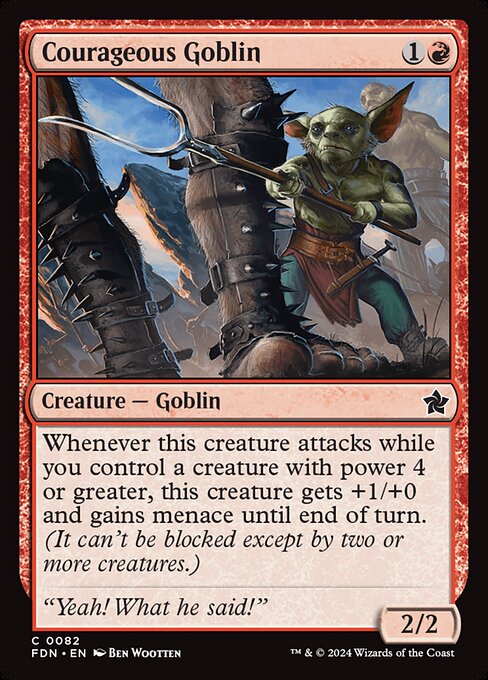 Courageous Goblin 1
Creature — Goblin
Whenever this creature attacks while
you control a creature with power 4
or greater, this creature gets +1/+0
and gains menace until end of turn.
(It can't be blocked except by two or
more creatures.)
“Yeah! What he said!”
2/2
C 0082
FDN • EN Ben Wootten
™ & © 2024 Wizards of the Coast